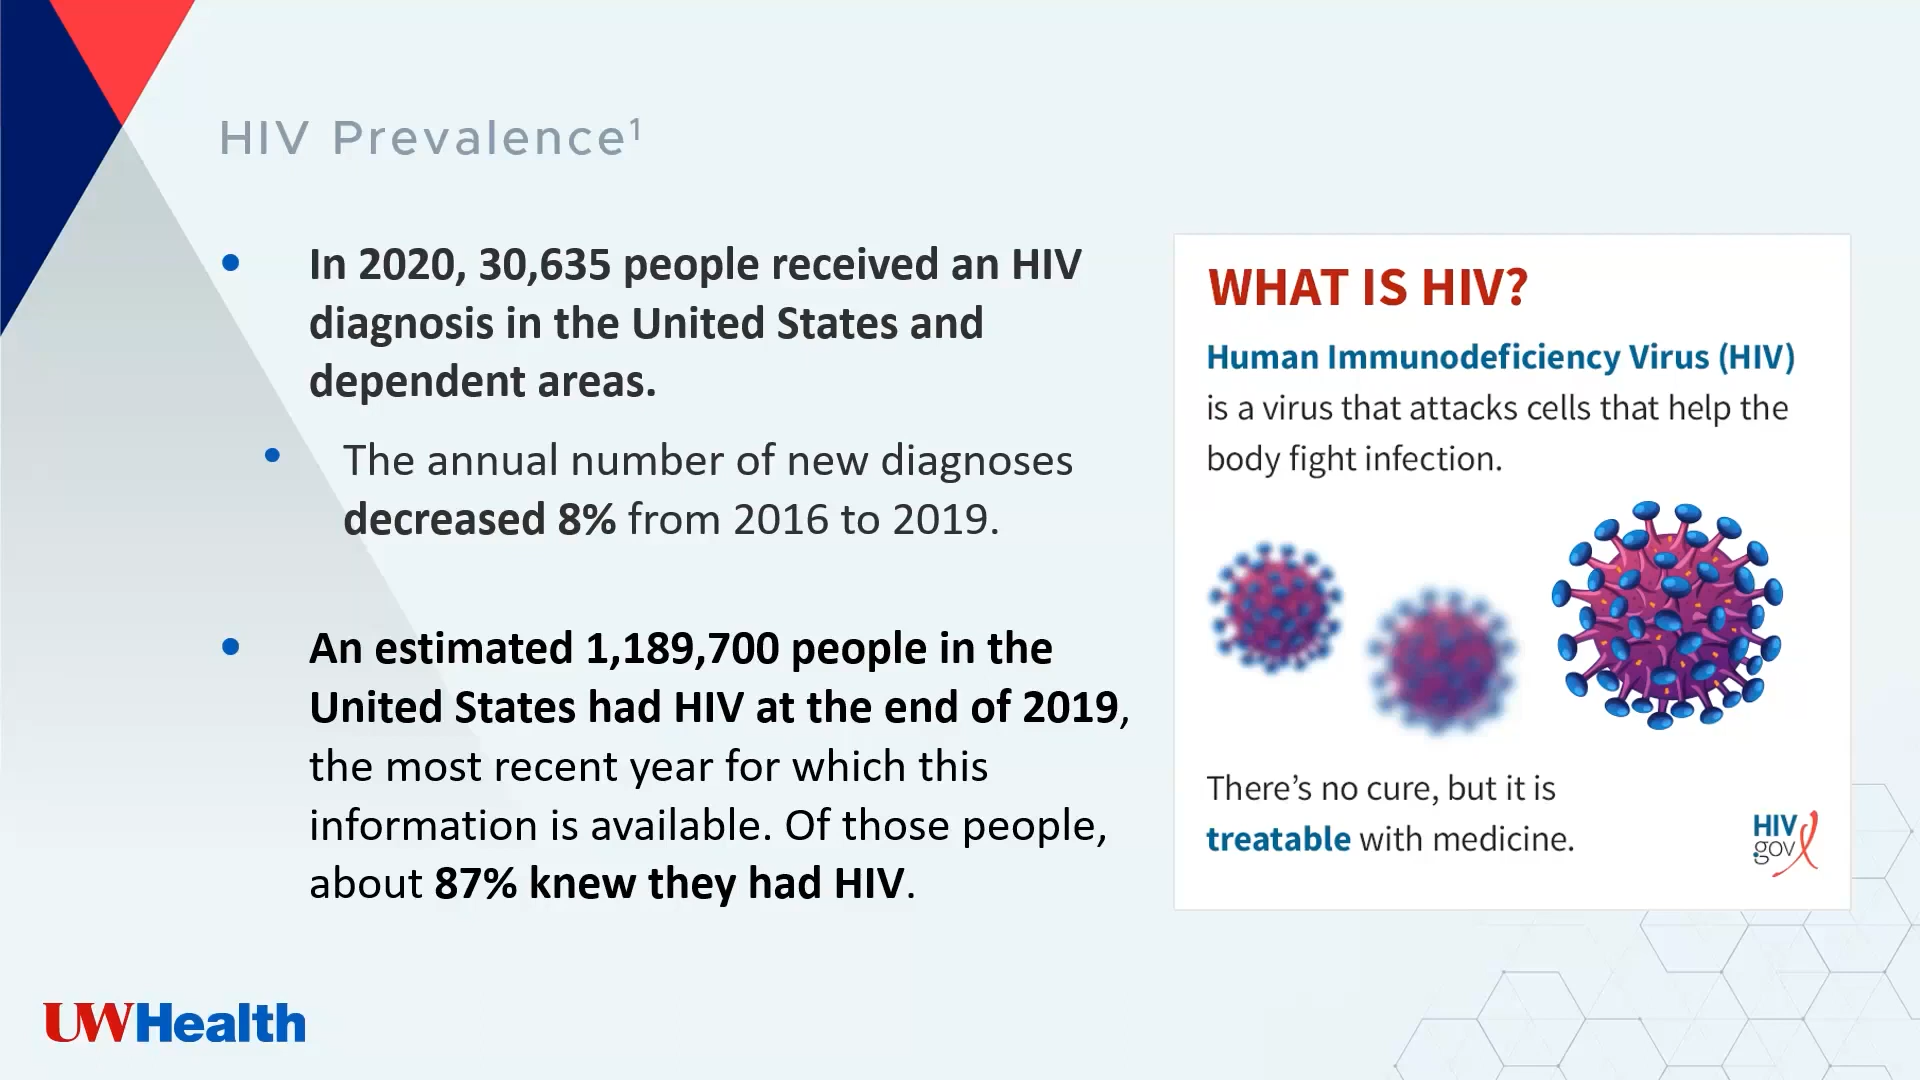 HIV Prevalence¹
• In 2020, 30,635 people received an HIV
diagnosis in the United States and
dependent areas.
• The annual number of new diagnoses
decreased 8% from 2016 to 2019.
• An estimated 1,189,700 people in the
United States had HIV at the end of 2019,
the most recent year for which this
information is available. Of those people,
about 87% knew they had HIV.
WHAT IS HIV?
Human Immunodeficiency Virus (HIV)
is a virus that attacks cells that help the
body fight infection.
There’s no cure, but it is
treatable with medicine.
HIV
.gov
UWHealth